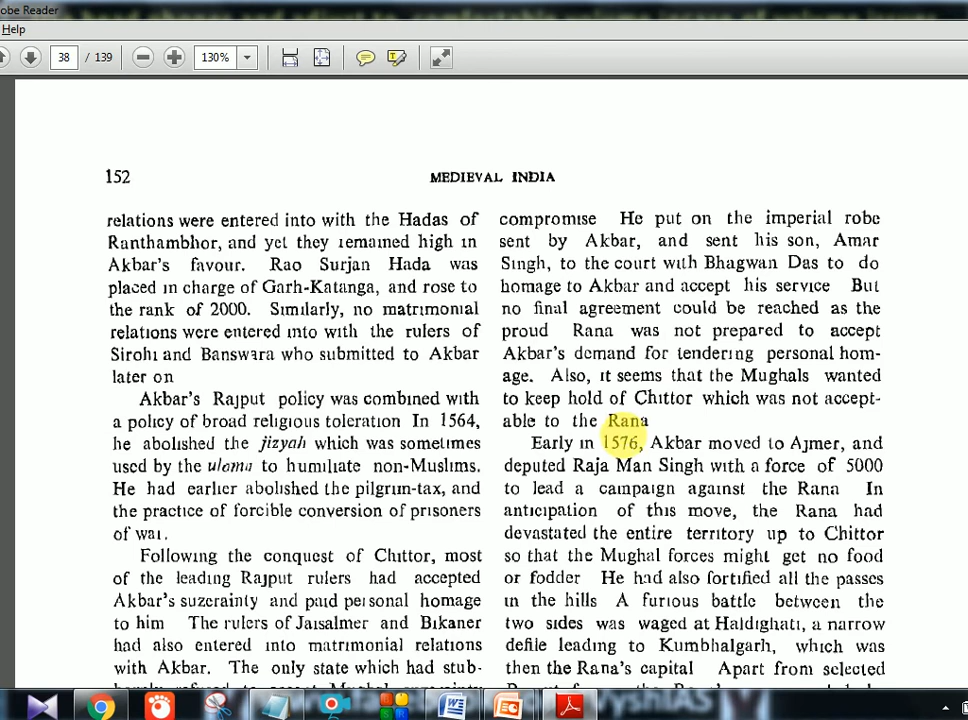 obe Reader
Help
38 / 139 130%
152
MEDIEVAL INDIA
relations were entered into with the Hadas of
Ranthambhor, and yet they remained high in
Akbar's favour. Rao Surjan Hada was
placed in charge of Garh-Katanga, and rose to
the rank of 2000. Similarly, no matrimonial
relations were entered into with the rulers of
Sirohi and Banswara who submitted to Akbar
later on
Akbar's Rajput policy was combined with
a policy of broad religious toleration In 1564,
he abolished the jizyah which was sometimes
used by the ulama to humiliate non-Muslims.
He had earlier abolished the pilgrim-tax, and
the practice of forcible conversion of prisoners
of war.
Following the conquest of Chittor, most
of the leading Rajput rulers had accepted
Akbar's suzerainty and paid personal homage
to him The rulers of Jaisalmer and Bikaner
had also entered into matrimonial relations
with Akbar. The only state which had stub-
compromise He put on the imperial robe
sent by Akbar, and sent his son, Amar
Singh, to the court with Bhagwan Das to do
homage to Akbar and accept his service But
no final agreement could be reached as the
proud Rana was not prepared to accept
Akbar's demand for tendering personal hom-
age. Also, it seems that the Mughals wanted
to keep hold of Chittor which was not accept-
able to the Rana
Early in 1576, Akbar moved to Ajmer, and
deputed Raja Man Singh with a force of 5000
to lead a campaign against the Rana In
anticipation of this move, the Rana had
devastated the entire territory up to Chittor
so that the Mughal forces might get no food
or fodder He had also fortified all the passes
in the hills A furious battle between the
two sides was waged at Haldighati, a narrow
defile leading to Kumbhalgarh, which was
then the Rana's capital Apart from selected